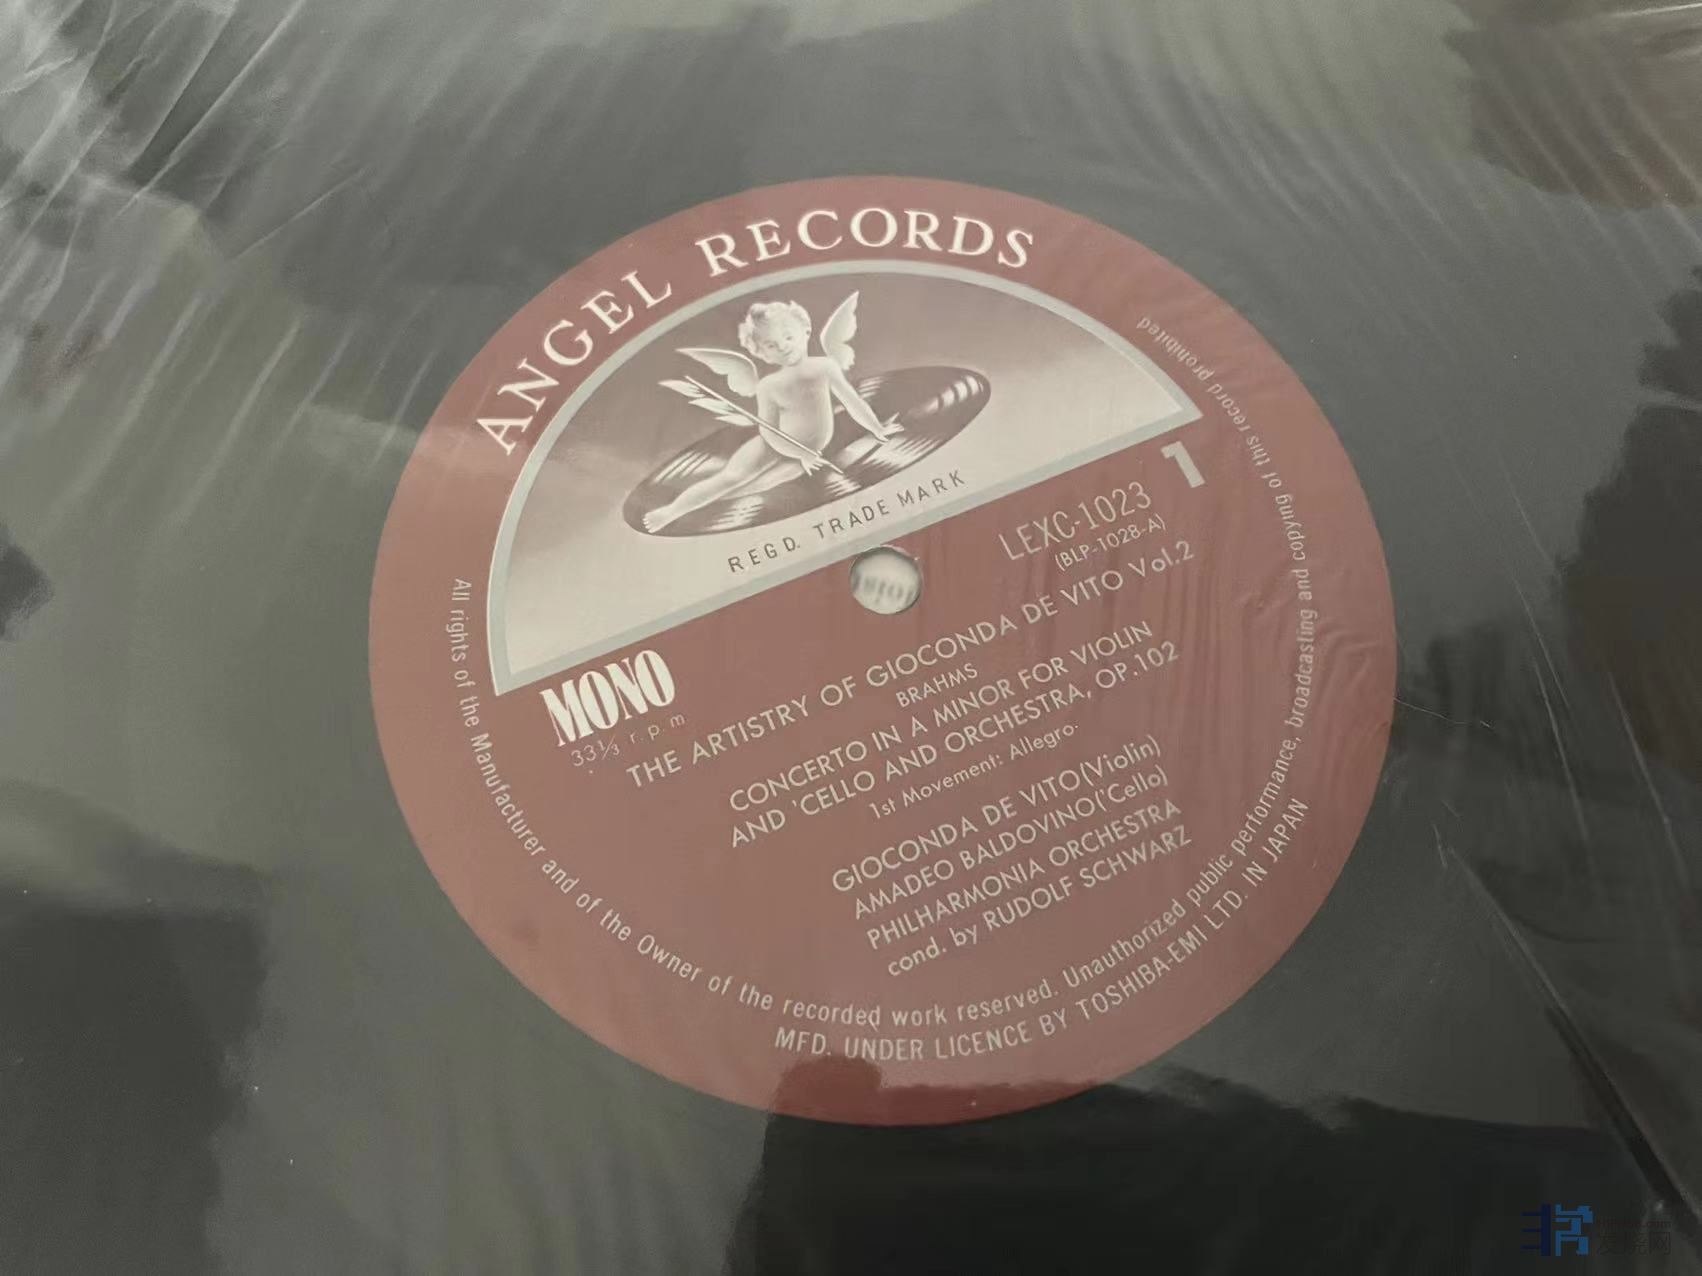 ANGEL RECORDS
REGD. TRADE MARK
1
LEXC-1023
(BLP-1028-A)
MONO
33⅓ r.p.m
THE ARTISTRY OF GIOCONDA DE VITO Vol.2
BRAHMS
CONCERTO IN A MINOR FOR VIOLIN
AND 'CELLO AND ORCHESTRA, OP.102
1st Movement: Allegro.
GIOCONDA DE VITO(Violin)
AMADEO BALDOVINO('Cello)
PHILHARMONIA ORCHESTRA
cond. by RUDOLF SCHWARZ
All rights of the Manufacturer and of the Owner of the recorded work reserved. Unauthorized public performance, broadcasting and copying of this record prohibited
MFD. UNDER LICENCE BY TOSHIBA-EMI LTD. IN JAPAN
发烧网